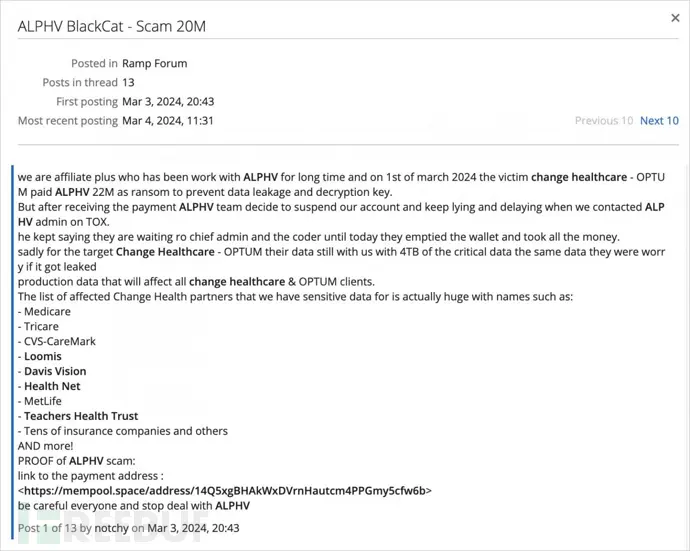 ALPHV BlackCat - Scam 20M
×
Posted in Ramp Forum
Posts in thread 13
First posting Mar 3, 2024, 20:43
Most recent posting Mar 4, 2024, 11:31
Previous 10 Next 10
we are affiliate plus who has been work with ALPHV for long time and on 1st of march 2024 the victim change healthcare - OPTU
M paid ALPHV 22M as ransom to prevent data leakage and decryption key.
But after receiving the payment ALPHV team decide to suspend our account and keep lying and delaying when we contacted ALP
HV admin on TOX.
he kept saying they are waiting ro chief admin and the coder until today they emptied the wallet and took all the money.
sadly for the target Change Healthcare - OPTUM their data still with us with 4TB of the critical data the same data they were worr
y if it got leaked
production data that will affect all change healthcare & OPTUM clients.
The list of affected Change Health partners that we have sensitive data for is actually huge with names such as:
- Medicare
- Tricare
- CVS-CareMark
- Loomis
- Davis Vision
- Health Net
- MetLife
- Teachers Health Trust
- Tens of insurance companies and others
AND more!
PROOF of ALPHV scam:
link to the payment address :
<https://mempool.space/address/14Q5xgBHAkWxDVrnHautcm4PPGmy5cfw6b>
be careful everyone and stop deal with ALPHV
Post 1 of 13 by notchy on Mar 3, 2024, 20:43
FREEBUF